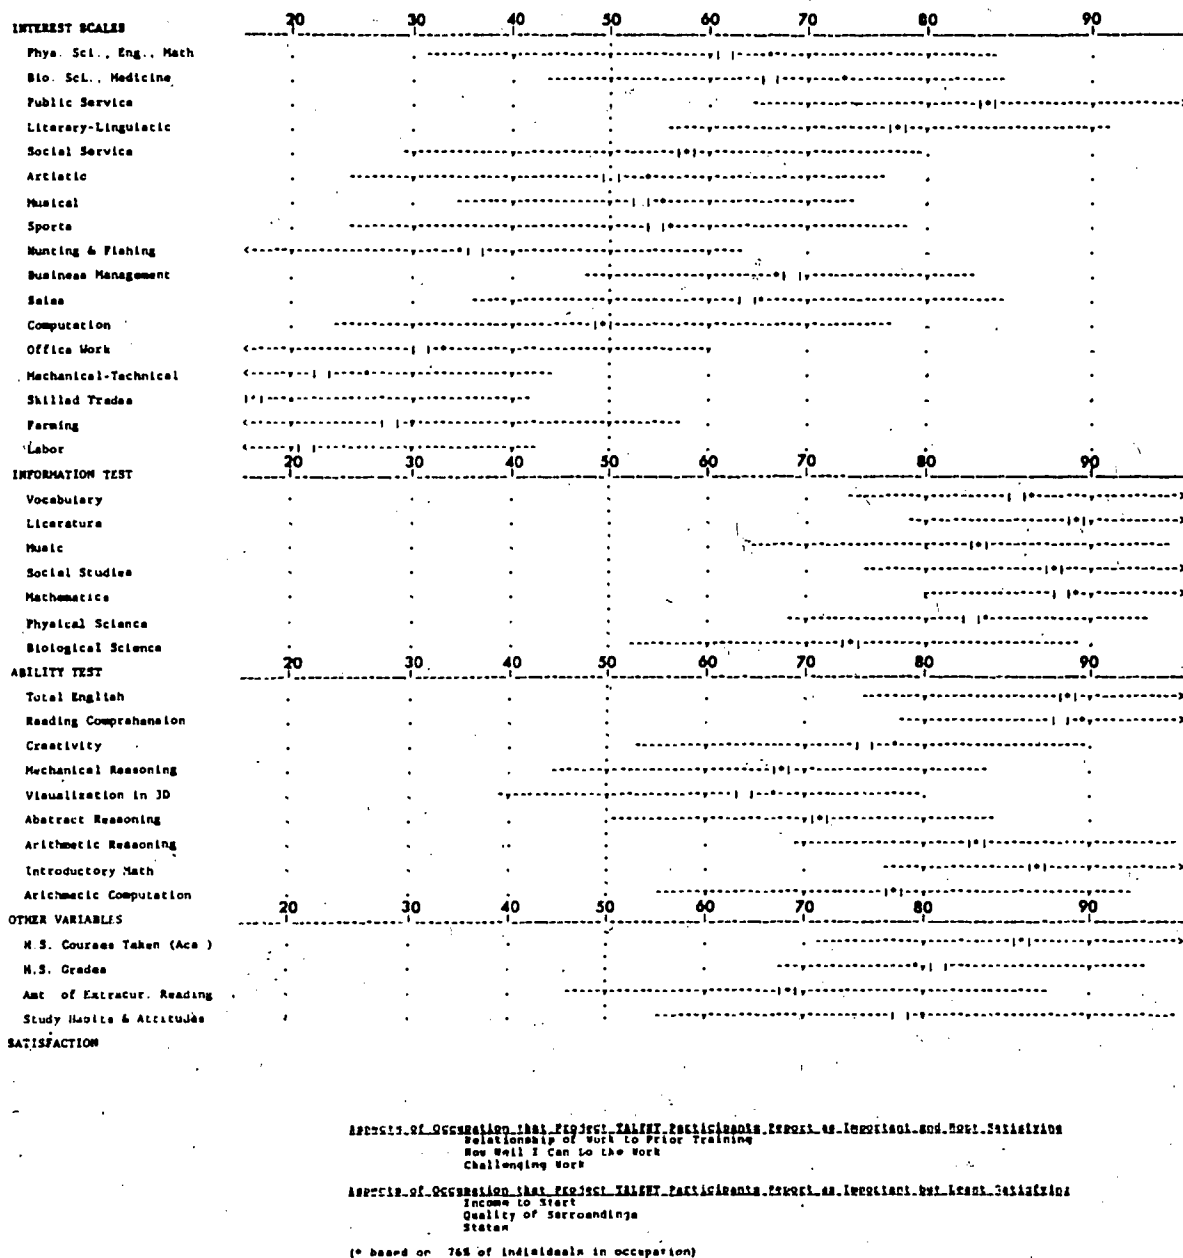 20 30 40 50 60 70 80 90
INTEREST SCALES
Phys. Sci., Eng., Math
Bio. Sci., Medicine
Public Service
Literary-Linguistic
Social Service
Artistic
Musical
Sports
Hunting & Fishing
Business Management
Sales
Computation
Office Work
Mechanical-Technical
Skilled Trades
Farming
Labor
20 30 40 50 60 70 80 90
INFORMATION TEST
Vocabulary
Literature
Music
Social Studies
Mathematics
Physical Science
Biological Science
20 30 40 50 60 70 80 90
ABILITY TEST
Total English
Reading Comprehension
Creativity
Mechanical Reasoning
Visualization in 3D
Abstract Reasoning
Arithmetic Reasoning
Introductory Math
Arithmetic Computation
20 30 40 50 60 70 80 90
OTHER VARIABLES
H.S. Courses Taken (Aca )
H.S. Grades
Amt of Extracur. Reading
Study Habits & Attitudes
SATISFACTION
Aspects of Occupation that Project TALENT Participants Report as Important and Most Satisfying
Relationship of Work to Prior Training
How Well I Can Do the Work
Challenging Work
Aspects of Occupation that Project TALENT Participants Report as Important but Least Satisfying
Income to Start
Quality of Surroundings
Status
(* based on 76% of individuals in occupation)